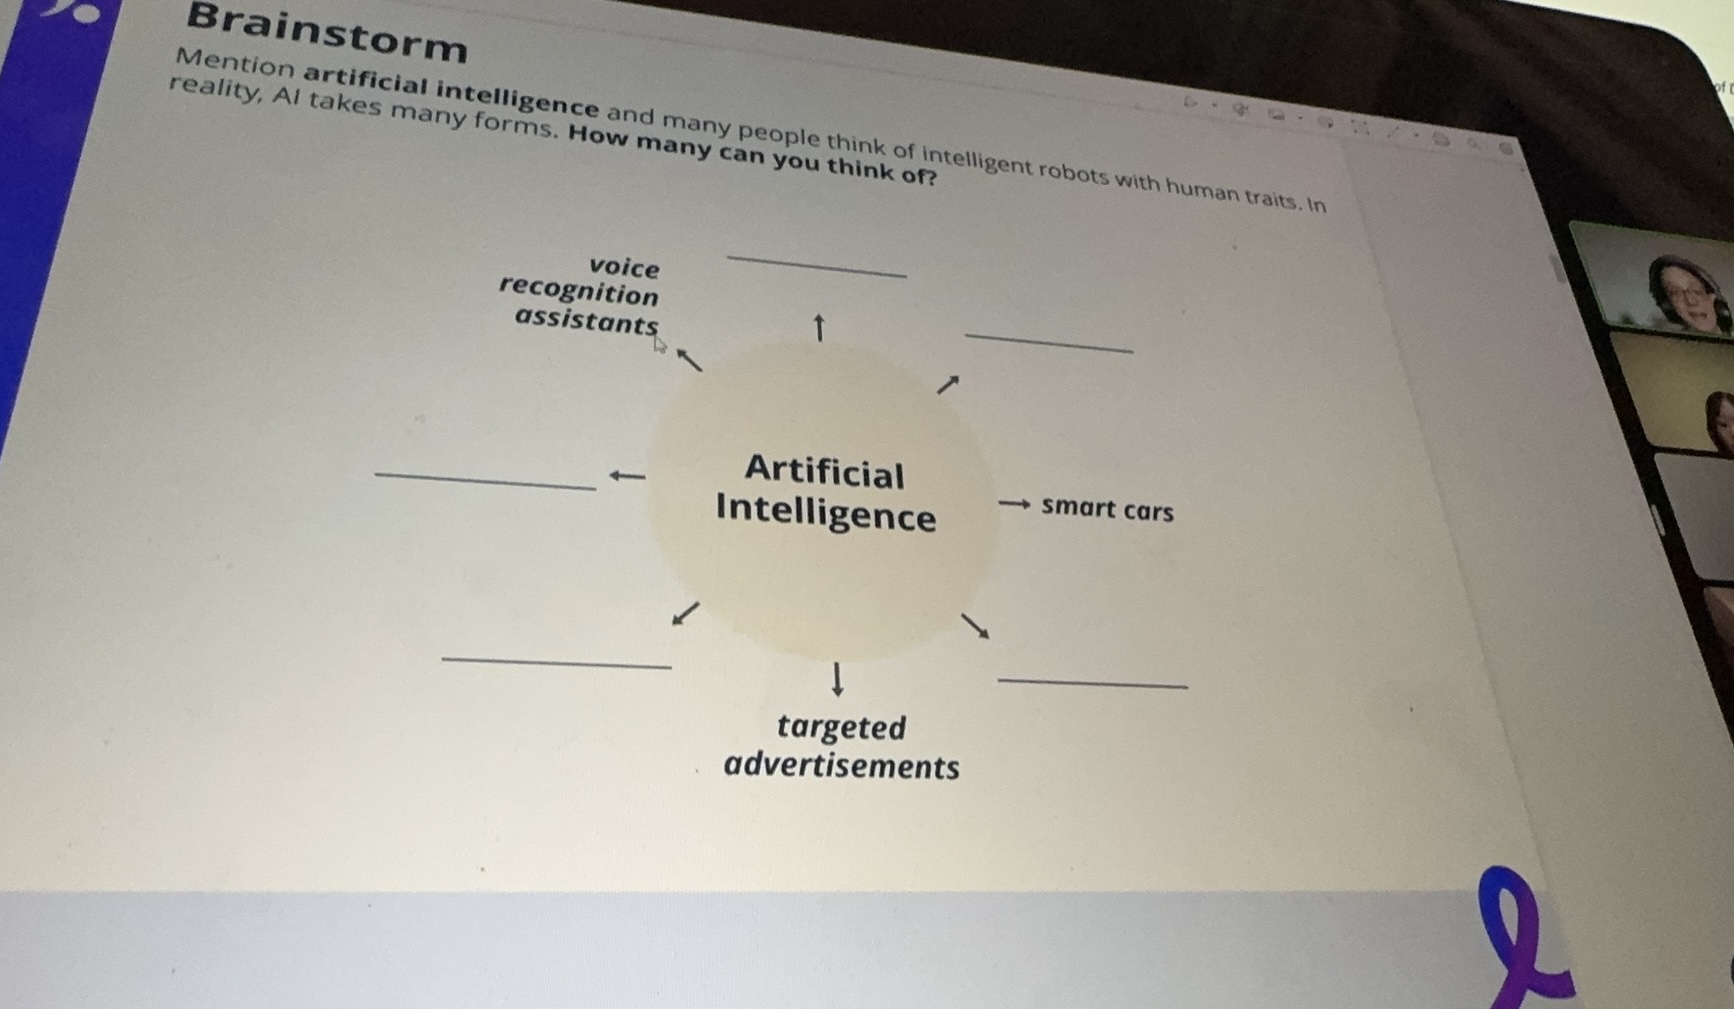 Brainstorm
Mention artificial intelligence and many people think of intelligent robots with human traits. In
reality, AI takes many forms. How many can you think of?
voice
recognition
assistants
Artificial
Intelligence
smart cars
targeted
advertisements